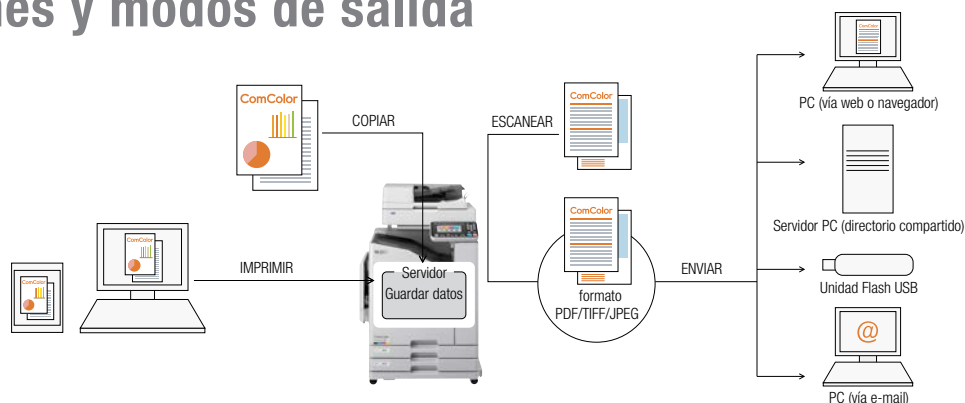 nes y modos de salida
ComColor
COPIAR
ESCANEAR
ComColor
PC (vía web o navegador)
Servidor PC (directorio compartido)
ComColor
ComColor
ComColor
IMPRIMIR
Servidor
Guardar datos
formato
PDF/TIFF/JPEG
ENVIAR
Unidad Flash USB
@
PC (vía e-mail)